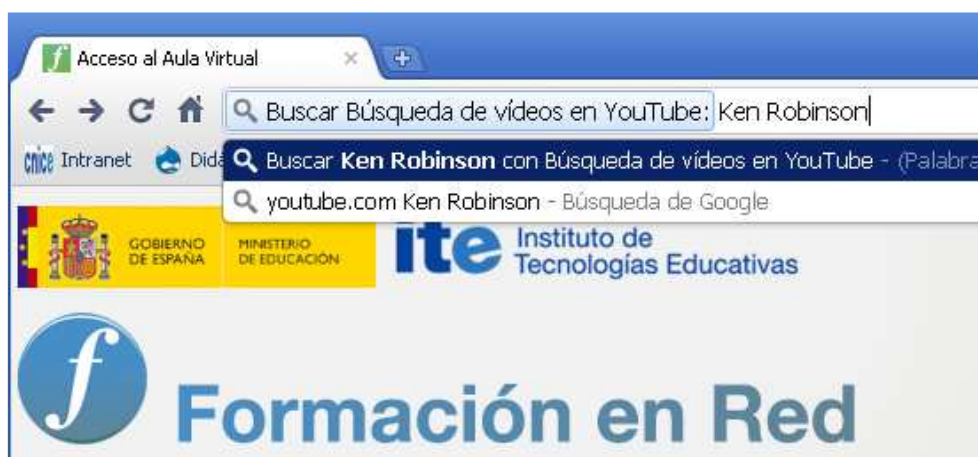 Acceso al Aula Virtual
Buscar Búsqueda de vídeos en YouTube: Ken Robinson
cnice Intranet Didá
Buscar Ken Robinson con Búsqueda de vídeos en YouTube - (Palabra
youtube.com Ken Robinson - Búsqueda de Google
GOBIERNO DE ESPAÑA
MINISTERIO DE EDUCACIÓN
ite Instituto de
Tecnologías Educativas
f Formación en Red